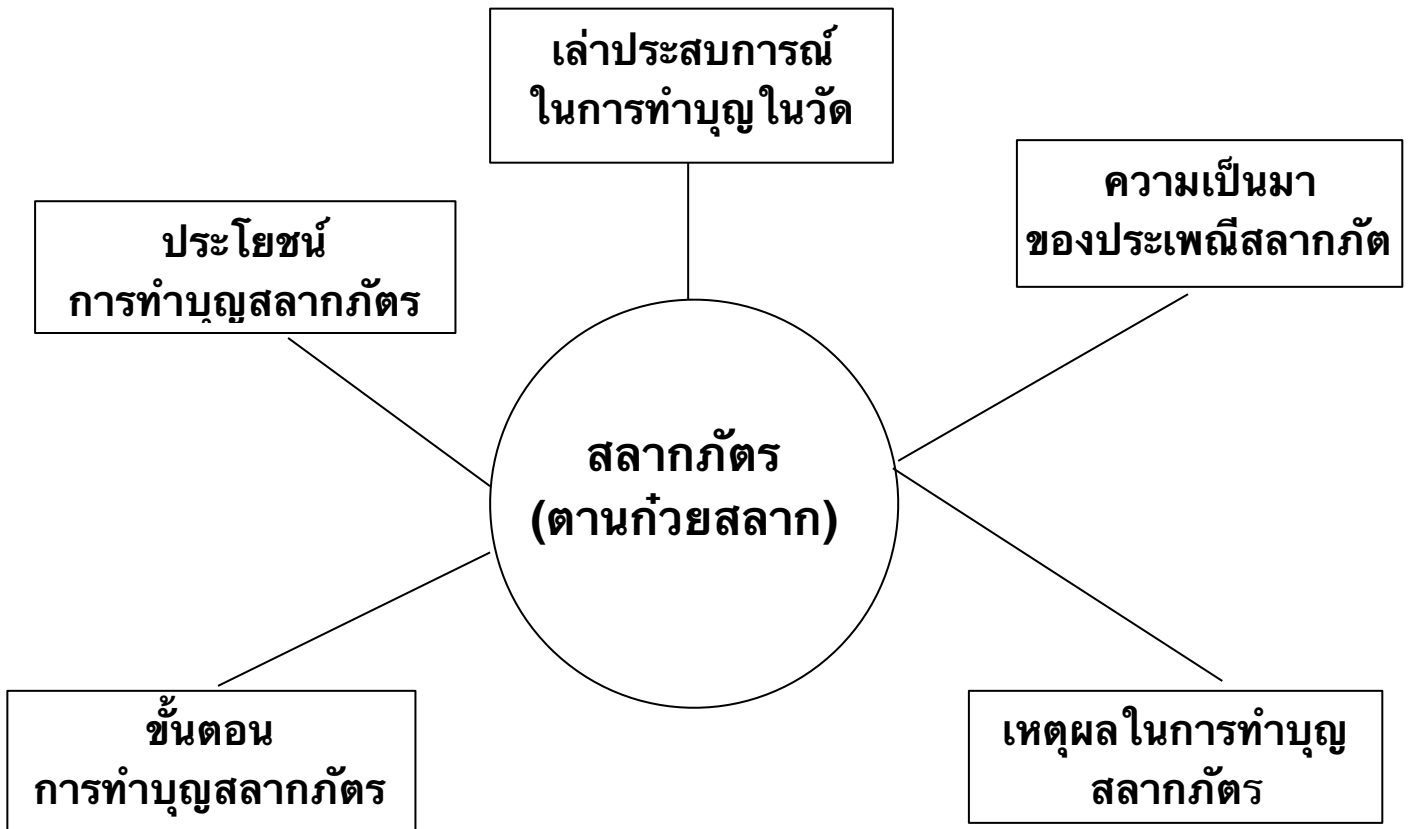 เล่าประสบการณ์
ในการทำบุญในวัด
ความเป็นมา
ของประเพณีสลากภัต
ประโยชน์
การทำบุญสลากภัตร
สลากภัตร
(ตานก๋วยสลาก)
ขั้นตอน
การทำบุญสลากภัตร
เหตุผลในการทำบุญ
สลากภัตร